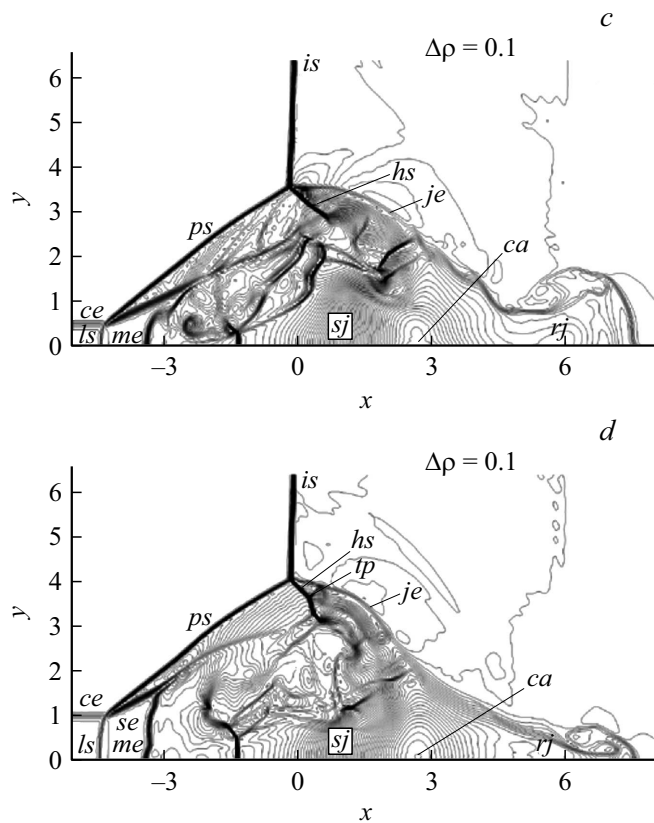 c
Δρ = 0.1
6
is
5
4
hs
je
y
3
ps
ca
2
1
ce
sj
rj
ls
me
0
−3
0
3
6
x
d
Δρ = 0.1
6
is
5
hs
tp
4
je
y
ps
3
2
ca
ce
1
se
sj
rj
ls
me
0
−3
0
3
6
x